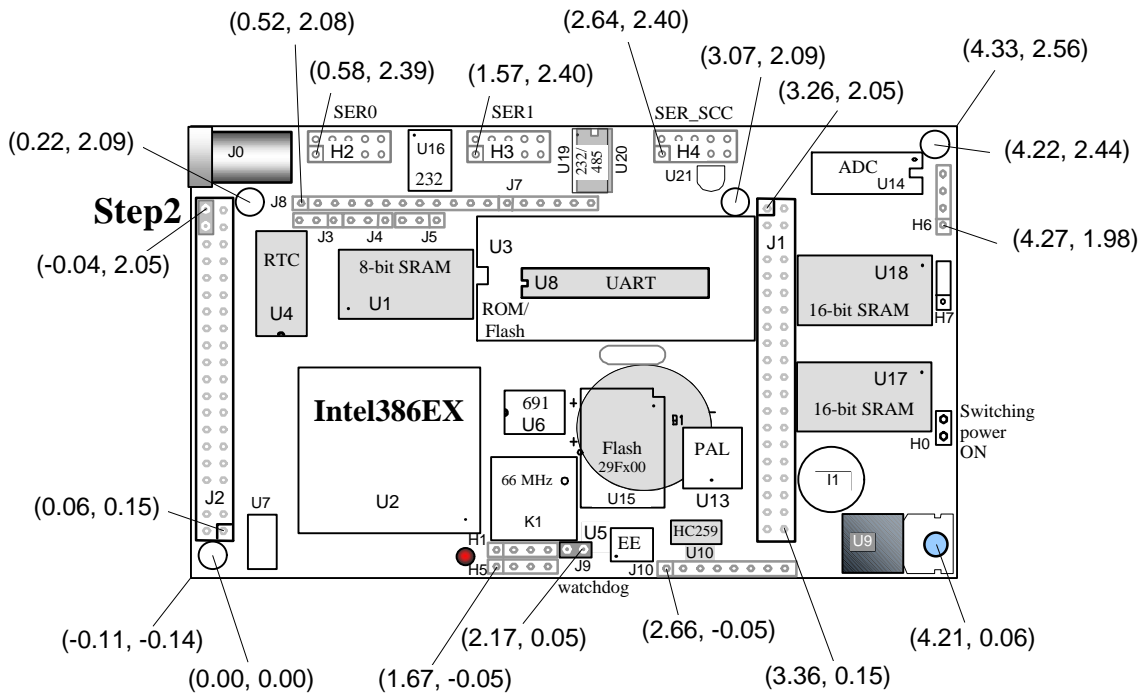 (0.52, 2.08)
(2.64, 2.40)
(0.58, 2.39)
(1.57, 2.40)
(3.07, 2.09)
(4.33, 2.56)
(3.26, 2.05)
SER0
SER1
SER_SCC
(0.22, 2.09)
J0
H2
U16
232
H3
U19
232/
485
U20
H4
U21
ADC
U14
(4.22, 2.44)
Step2
J8
J7
J3
J4
J5
H6
(4.27, 1.98)
(-0.04, 2.05)
RTC
U4
8-bit SRAM
U1
U3
U8
UART
ROM/
Flash
J1
U18
16-bit SRAM
H7
Intel386EX
U2
691
U6
+
+
B1
-
Flash
29Fx00
U15
PAL
U13
U17
16-bit SRAM
H0
Switching
power
ON
I1
(0.06, 0.15)
J2
U7
66 MHz
K1
H1
H5
U5
J9
EE
J10
HC259
U10
U9
watchdog
(-0.11, -0.14)
(0.00, 0.00)
(1.67, -0.05)
(2.17, 0.05)
(2.66, -0.05)
(3.36, 0.15)
(4.21, 0.06)